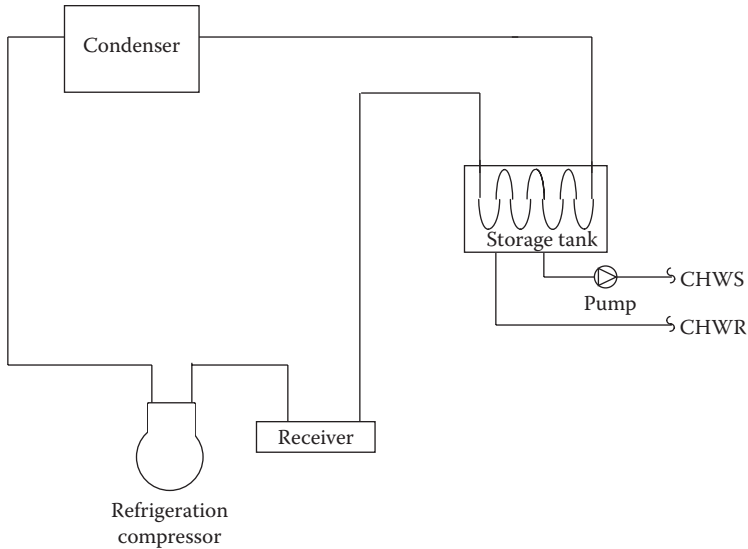 Condenser
Storage tank
CHWS
Pump
CHWR
Receiver
Refrigeration
compressor